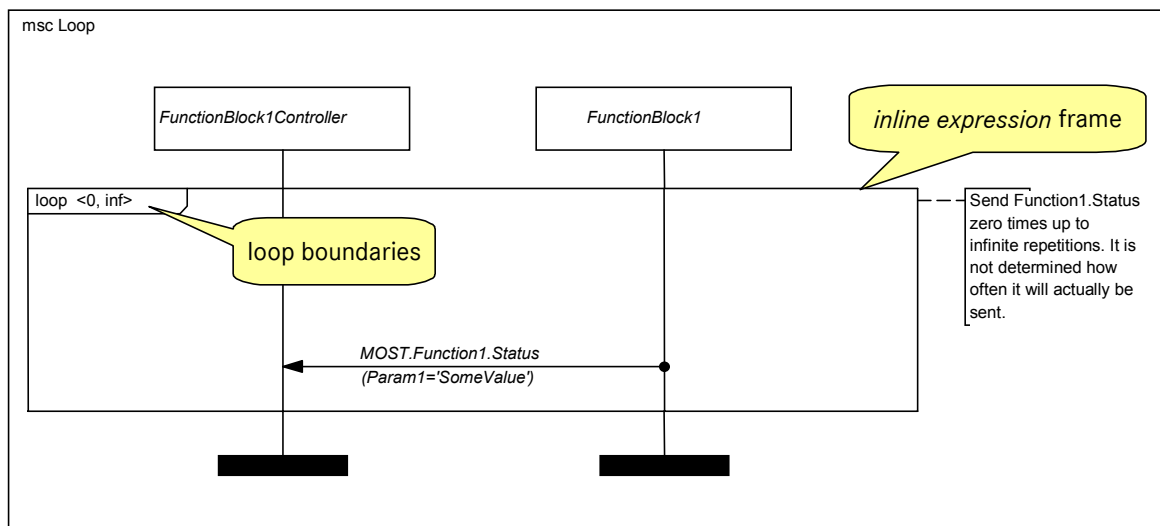 msc Loop
FunctionBlock1Controller
FunctionBlock1
inline expression frame
loop <0, inf>
loop boundaries
Send Function1.Status
zero times up to
infinite repetitions. It is
not determined how
often it will actually be
sent.
MOST.Function1.Status
(Param1='SomeValue')